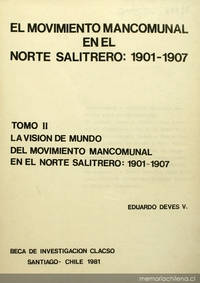 EL MOVIMIENTO MANCOMUNAL
EN EL
NORTE SALITRERO: 1901-1907
TOMO II
LA VISION DE MUNDO
DEL MOVIMIENTO MANCOMUNAL
EN EL NORTE SALITRERO: 1901-1907
EDUARDO DEVES V.
BECA DE INVESTIGACION CLACSO
SANTIAGO- CHILE 1981
memoriachilena.cl